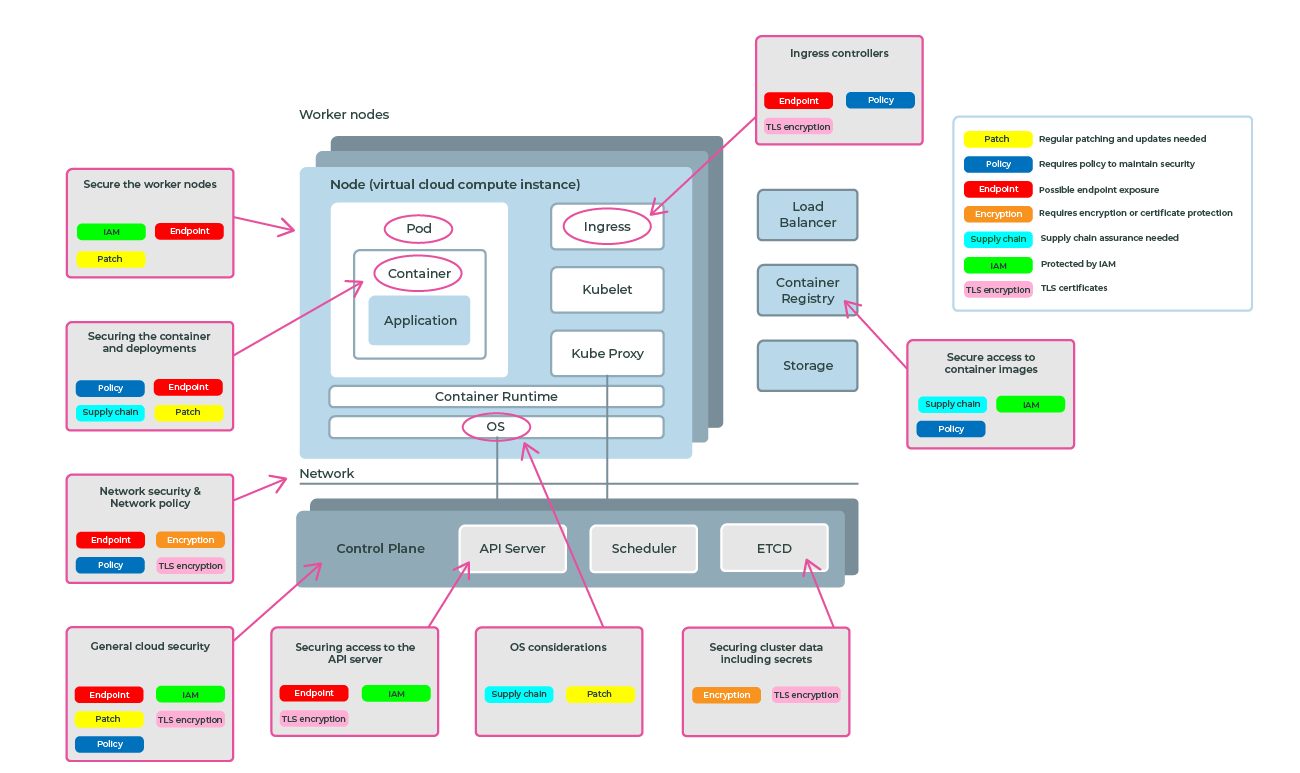 Ingress controllers
Endpoint
Policy
TLS encryption
Worker nodes
Patch
Regular patching and updates needed
Policy
Requires policy to maintain security
Endpoint
Possible endpoint exposure
Encryption
Requires encryption or certificate protection
Supply chain
Supply chain assurance needed
IAM
Protected by IAM
TLS encryption
TLS certificates
Secure the worker nodes
IAM
Endpoint
Patch
Node (virtual cloud compute instance)
Pod
Container
Application
Ingress
Kubelet
Kube Proxy
Container Runtime
OS
Load
Balancer
Container
Registry
Storage
Securing the container
and deployments
Policy
Endpoint
Supply chain
Patch
Secure access to
container images
Supply chain
IAM
Policy
Network
Network security &
Network policy
Endpoint
Encryption
Policy
TLS encryption
Control Plane
API Server
Scheduler
ETCD
General cloud security
Endpoint
IAM
Patch
TLS encryption
Policy
Securing access to the
API server
Endpoint
IAM
TLS encryption
OS considerations
Supply chain
Patch
Securing cluster data
including secrets
Encryption
TLS encryption